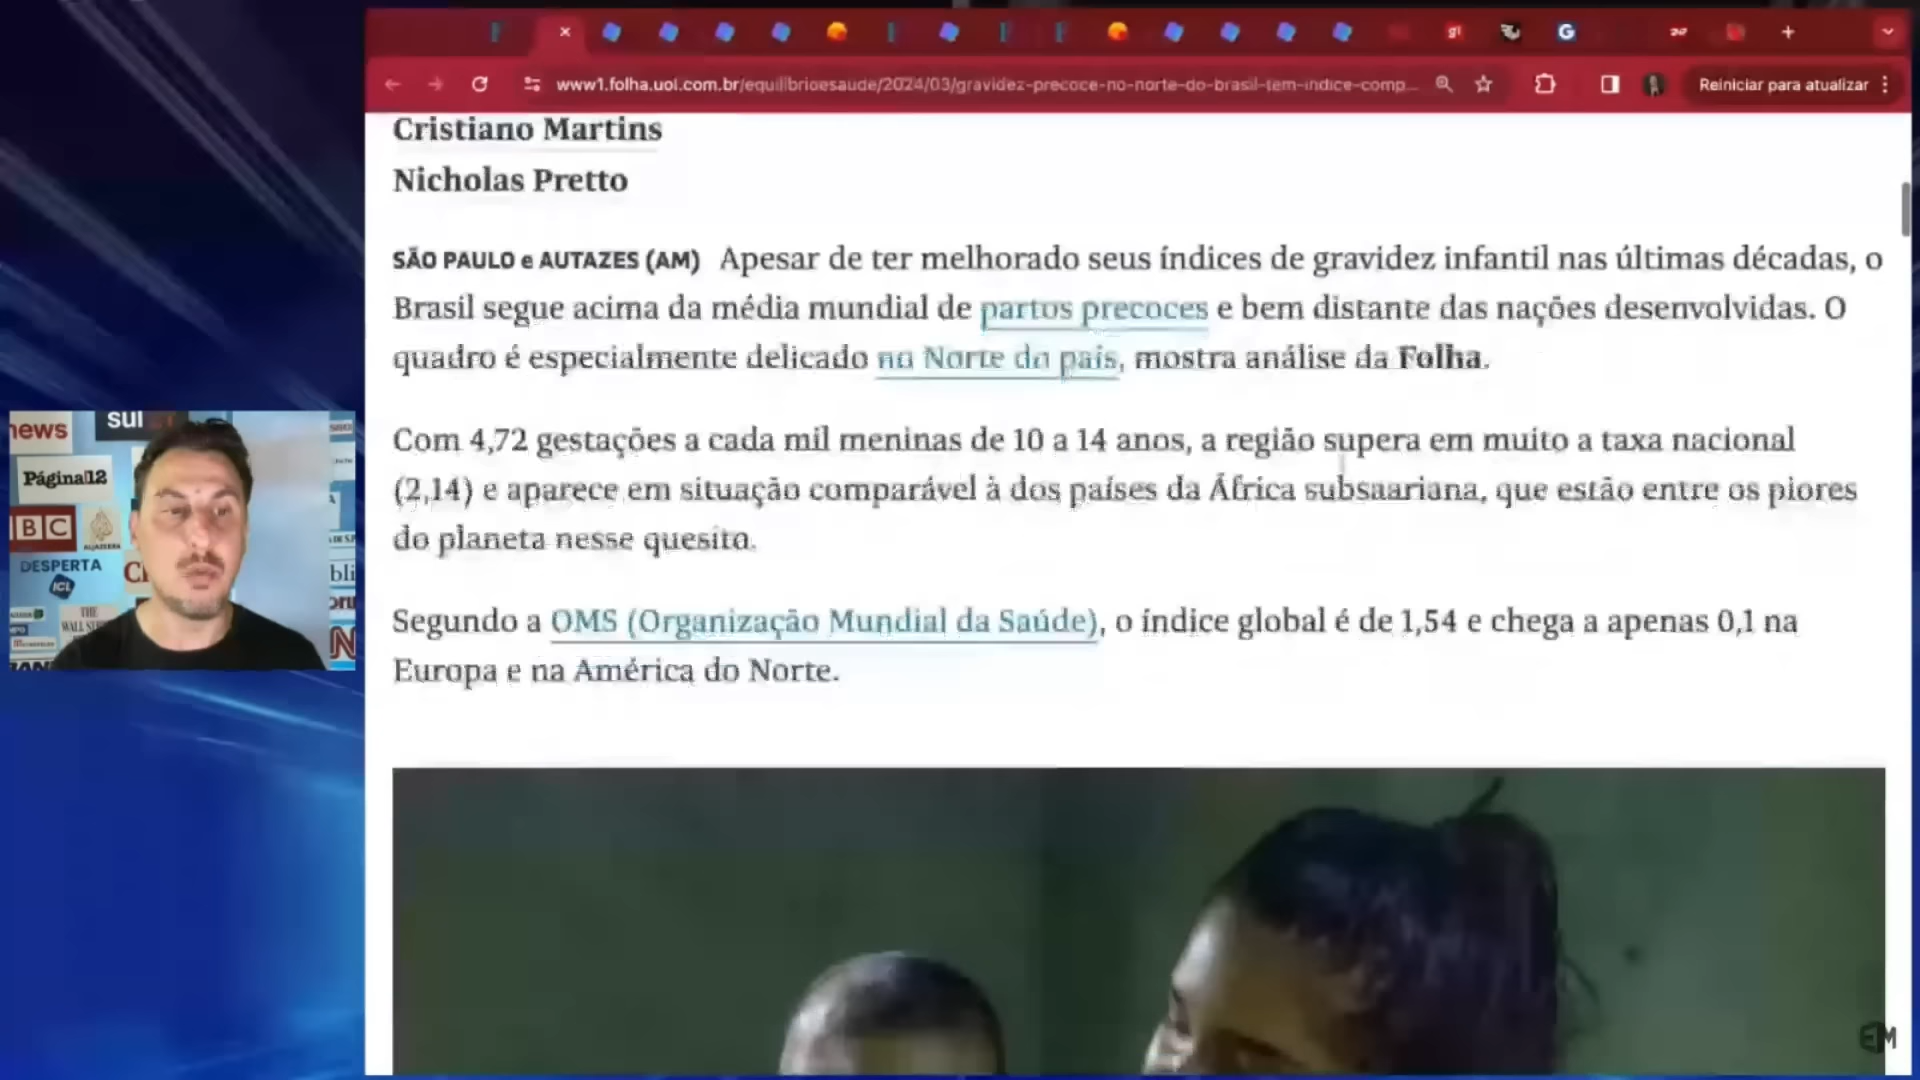 www1.folha.uol.com.br/equilibrioesaude/2024/03/gravidez-precoce-no-norte-do-brasil-tem-indice-comp...
Reiniciar para atualizar
Cristiano Martins
Nicholas Pretto
SÃO PAULO e AUTAZES (AM) Apesar de ter melhorado seus índices de gravidez infantil nas últimas décadas, o
Brasil segue acima da média mundial de partos precoces e bem distante das nações desenvolvidas. O
quadro é especialmente delicado no Norte do país, mostra análise da Folha.
Com 4,72 gestações a cada mil meninas de 10 a 14 anos, a região supera em muito a taxa nacional
(2,14) e aparece em situação comparável à dos países da África subsaariana, que estão entre os piores
do planeta nesse quesito.
Segundo a OMS (Organização Mundial da Saúde), o índice global é de 1,54 e chega a apenas 0,1 na
Europa e na América do Norte.
news
sul
Página12
BBC
ALJAZEERA
DESPERTA
ICL
THE
WALL
EM